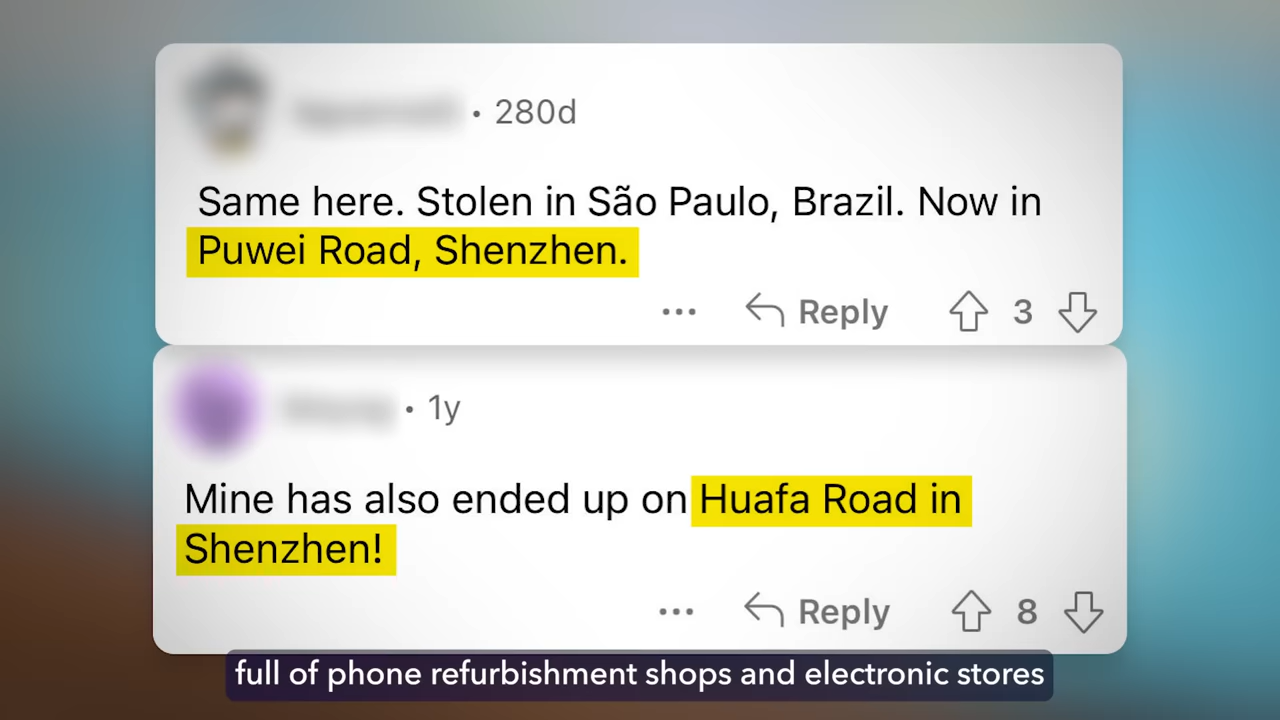 • 280d
Same here. Stolen in São Paulo, Brazil. Now in
Puwei Road, Shenzhen.
... Reply 3
• 1y
Mine has also ended up on Huafa Road in
Shenzhen!
... Reply 8
full of phone refurbishment shops and electronic stores